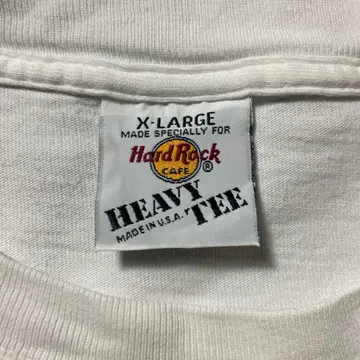 X-LARGE
MADE SPECIALLY FOR
Hard Rock
CAFE ®
HEAVY TEE
MADE IN U.S.A.